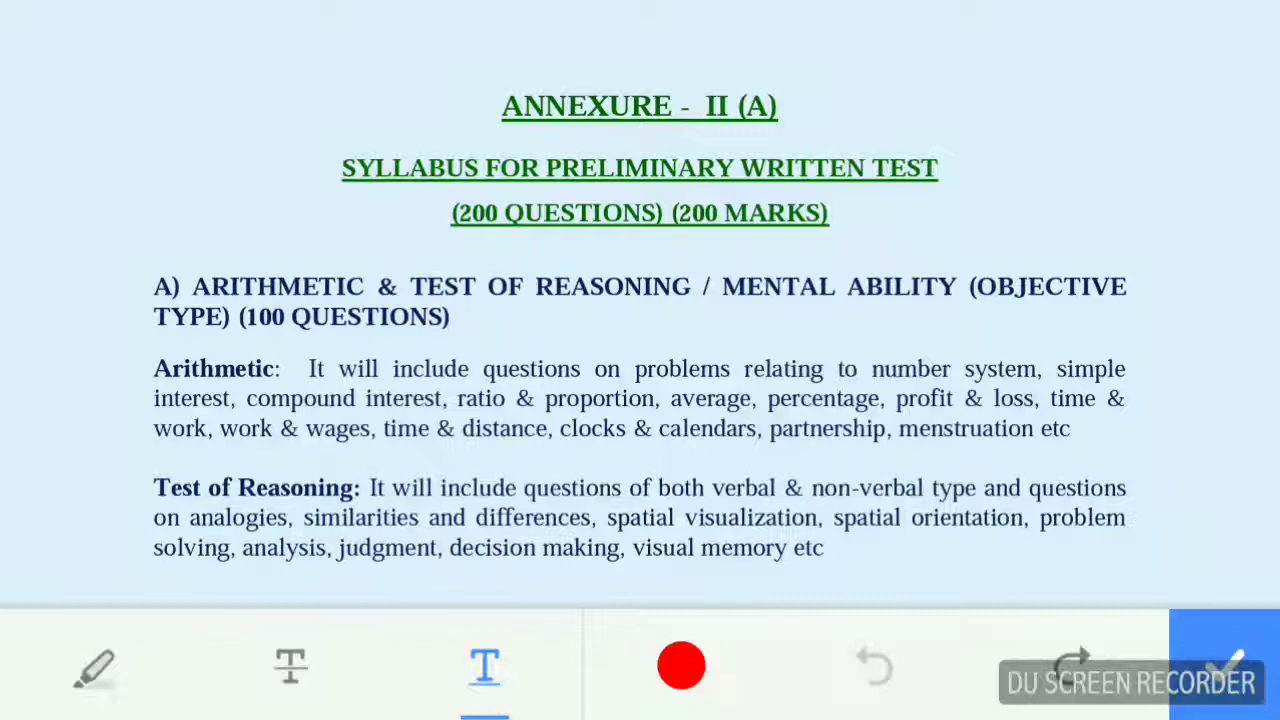 ANNEXURE - II (A)
SYLLABUS FOR PRELIMINARY WRITTEN TEST
(200 QUESTIONS) (200 MARKS)
A) ARITHMETIC & TEST OF REASONING / MENTAL ABILITY (OBJECTIVE
TYPE) (100 QUESTIONS)
Arithmetic: It will include questions on problems relating to number system, simple
interest, compound interest, ratio & proportion, average, percentage, profit & loss, time &
work, work & wages, time & distance, clocks & calendars, partnership, menstruation etc
Test of Reasoning: It will include questions of both verbal & non-verbal type and questions
on analogies, similarities and differences, spatial visualization, spatial orientation, problem
solving, analysis, judgment, decision making, visual memory etc
T T
DU SCREEN RECORDER